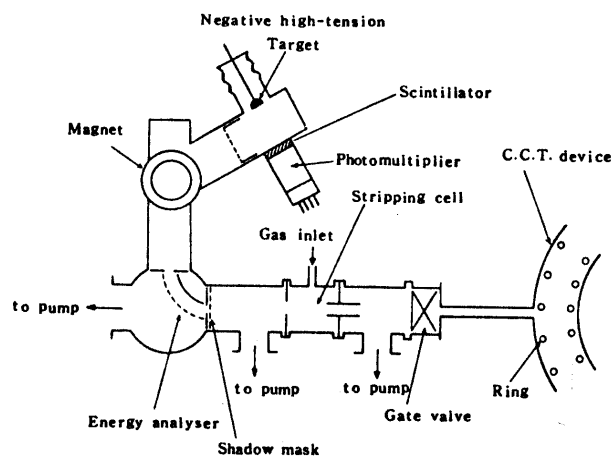 Negative high-tension
Target
Scintillator
Magnet
Photomultiplier
C.C.T. device
Stripping cell
Gas inlet
to pump
to pump
to pump
Ring
Energy analyser
Gate valve
Shadow mask